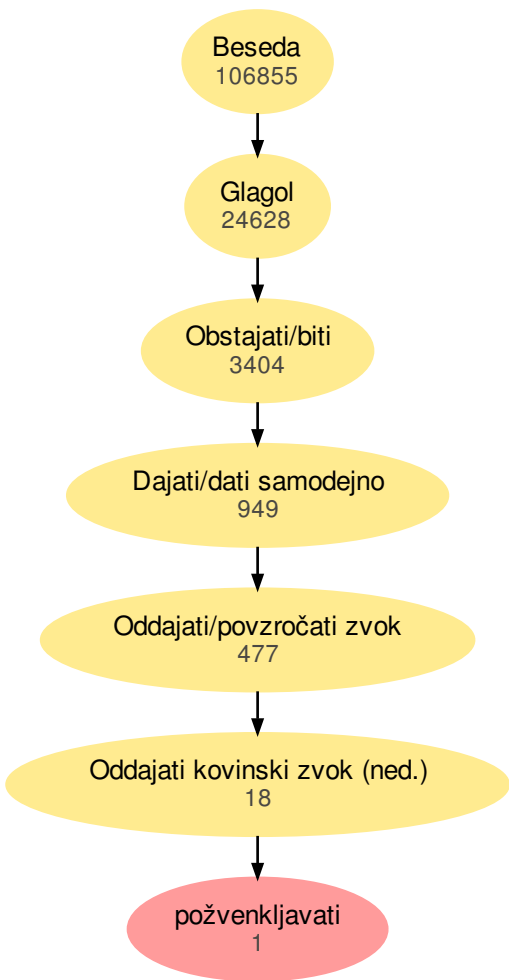 Beseda
106855
Glagol
24628
Obstajati/biti
3404
Dajati/dati samodejno
949
Oddajati/povzročati zvok
477
Oddajati kovinski zvok (ned.)
18
požvenkljavati
1